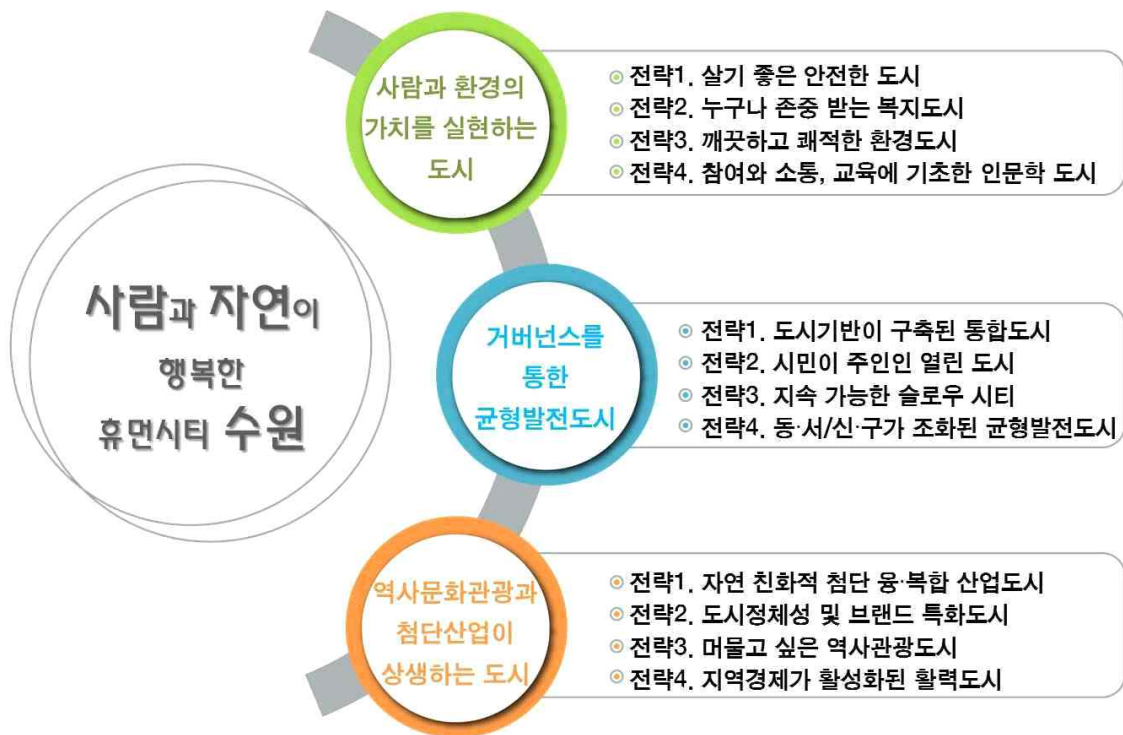 사람과 자연이
행복한
휴먼시티 수원
사람과 환경의
가치를 실현하는
도시
전략1. 살기 좋은 안전한 도시
전략2. 누구나 존중 받는 복지도시
전략3. 깨끗하고 쾌적한 환경도시
전략4. 참여와 소통, 교육에 기초한 인문학 도시
거버넌스를
통한
균형발전도시
전략1. 도시기반이 구축된 통합도시
전략2. 시민이 주인인 열린 도시
전략3. 지속 가능한 슬로우 시티
전략4. 동·서/신·구가 조화된 균형발전도시
역사문화관광과
첨단산업이
상생하는 도시
전략1. 자연 친화적 첨단 융·복합 산업도시
전략2. 도시정체성 및 브랜드 특화도시
전략3. 머물고 싶은 역사관광도시
전략4. 지역경제가 활성화된 활력도시